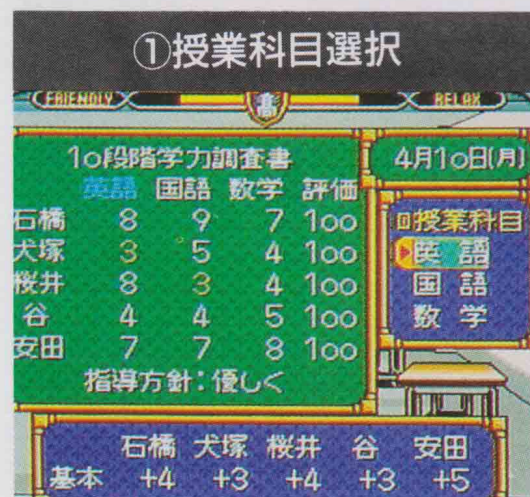 ①授業科目選択
FRIENDLY 高 RELAX
10段階学力調査書
英語 国語 数学 評価
石橋 8 9 7 100
犬塚 3 5 4 100
桜井 8 3 4 100
谷 4 4 5 100
安田 7 7 8 100
指導方針:優しく
4月10日(月)
回授業科目
英語
国語
数学
石橋 犬塚 桜井 谷 安田
基本 +4 +3 +4 +3 +5